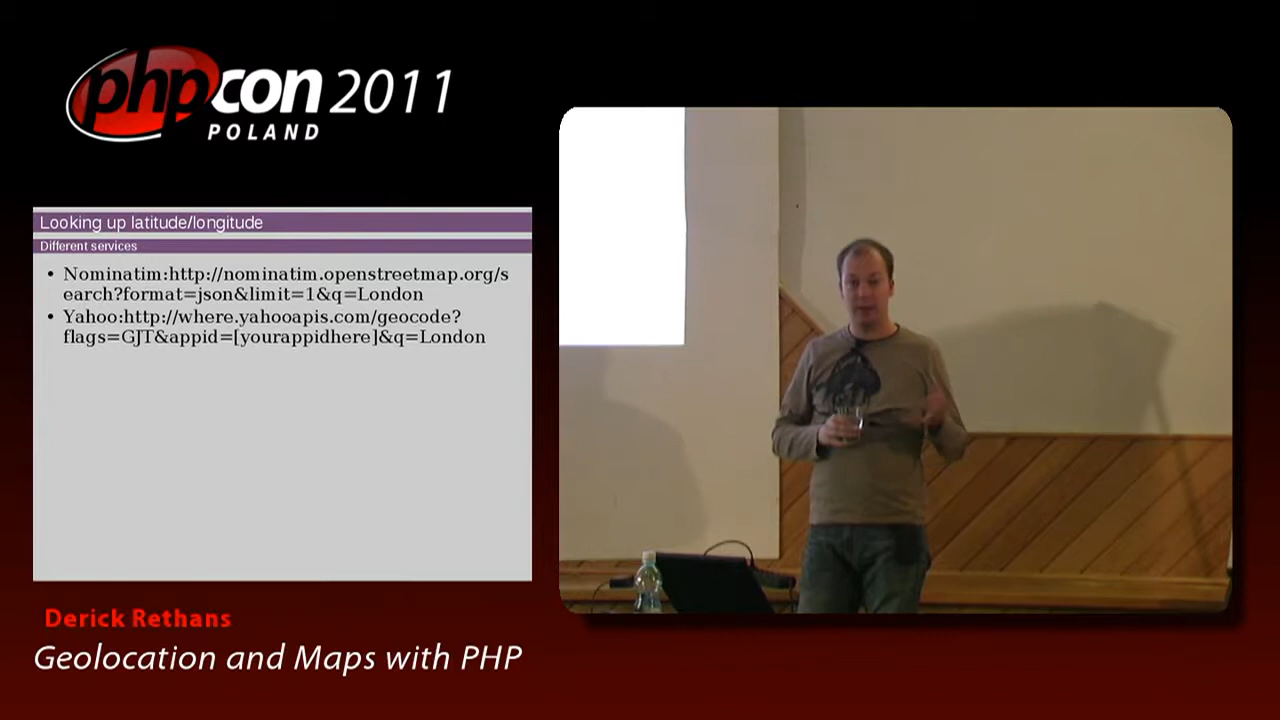 phpcon 2011
POLAND
Looking up latitude/longitude
Different services
• Nominatim:http://nominatim.openstreetmap.org/s
earch?format=json&limit=1&q=London
• Yahoo:http://where.yahooapis.com/geocode?
flags=GJT&appid=[yourappidhere]&q=London
Derick Rethans
Geolocation and Maps with PHP